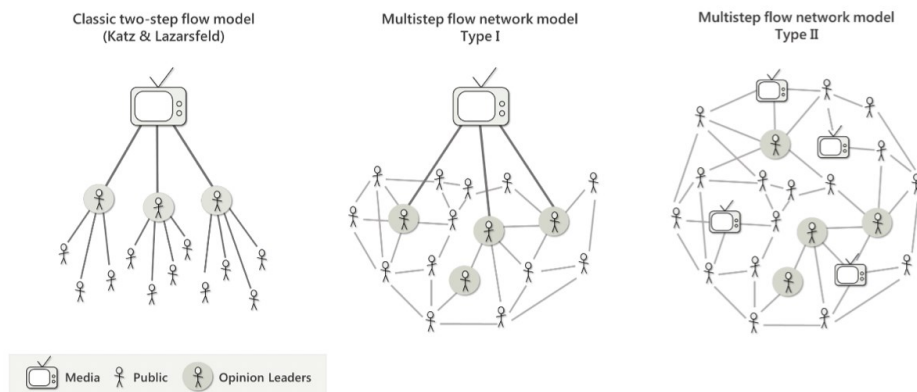 Classic two-step flow model
(Katz & Lazarsfeld)
Multistep flow network model
Type I
Multistep flow network model
Type II
Media
Public
Opinion Leaders